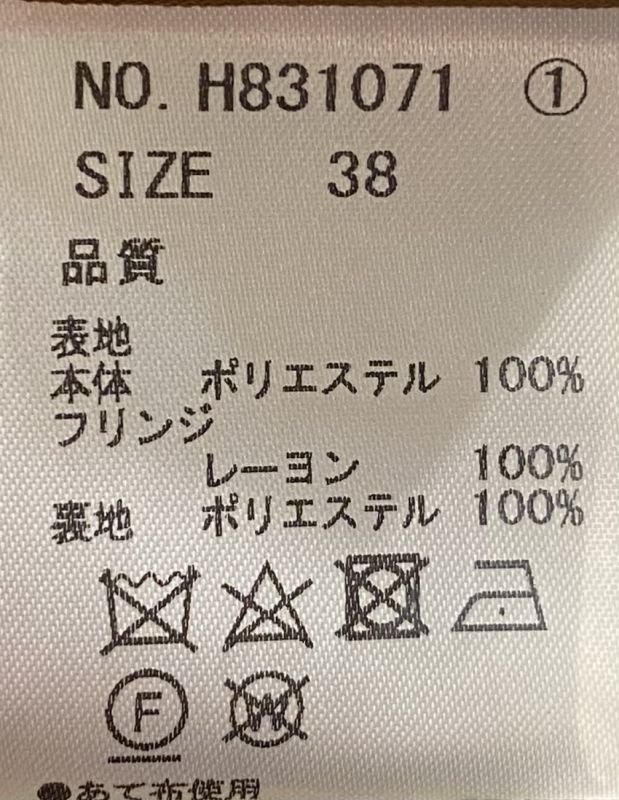 NO. H831071 ①
SIZE 38
品質
表地
本体 ポリエステル 100%
フリンジ
レーヨン 100%
裏地 ポリエステル 100%
F
W
●あて布使用